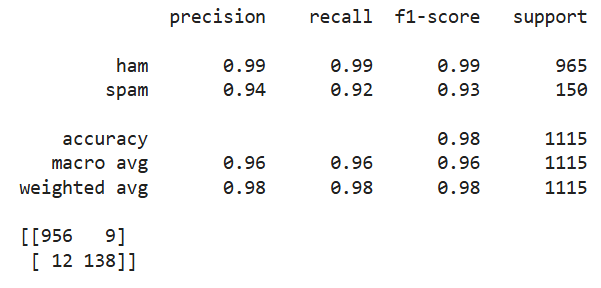 precision recall f1-score support
ham 0.99 0.99 0.99 965
spam 0.94 0.92 0.93 150
accuracy 0.98 1115
macro avg 0.96 0.96 0.96 1115
weighted avg 0.98 0.98 0.98 1115
[[956 9]
[ 12 138]]